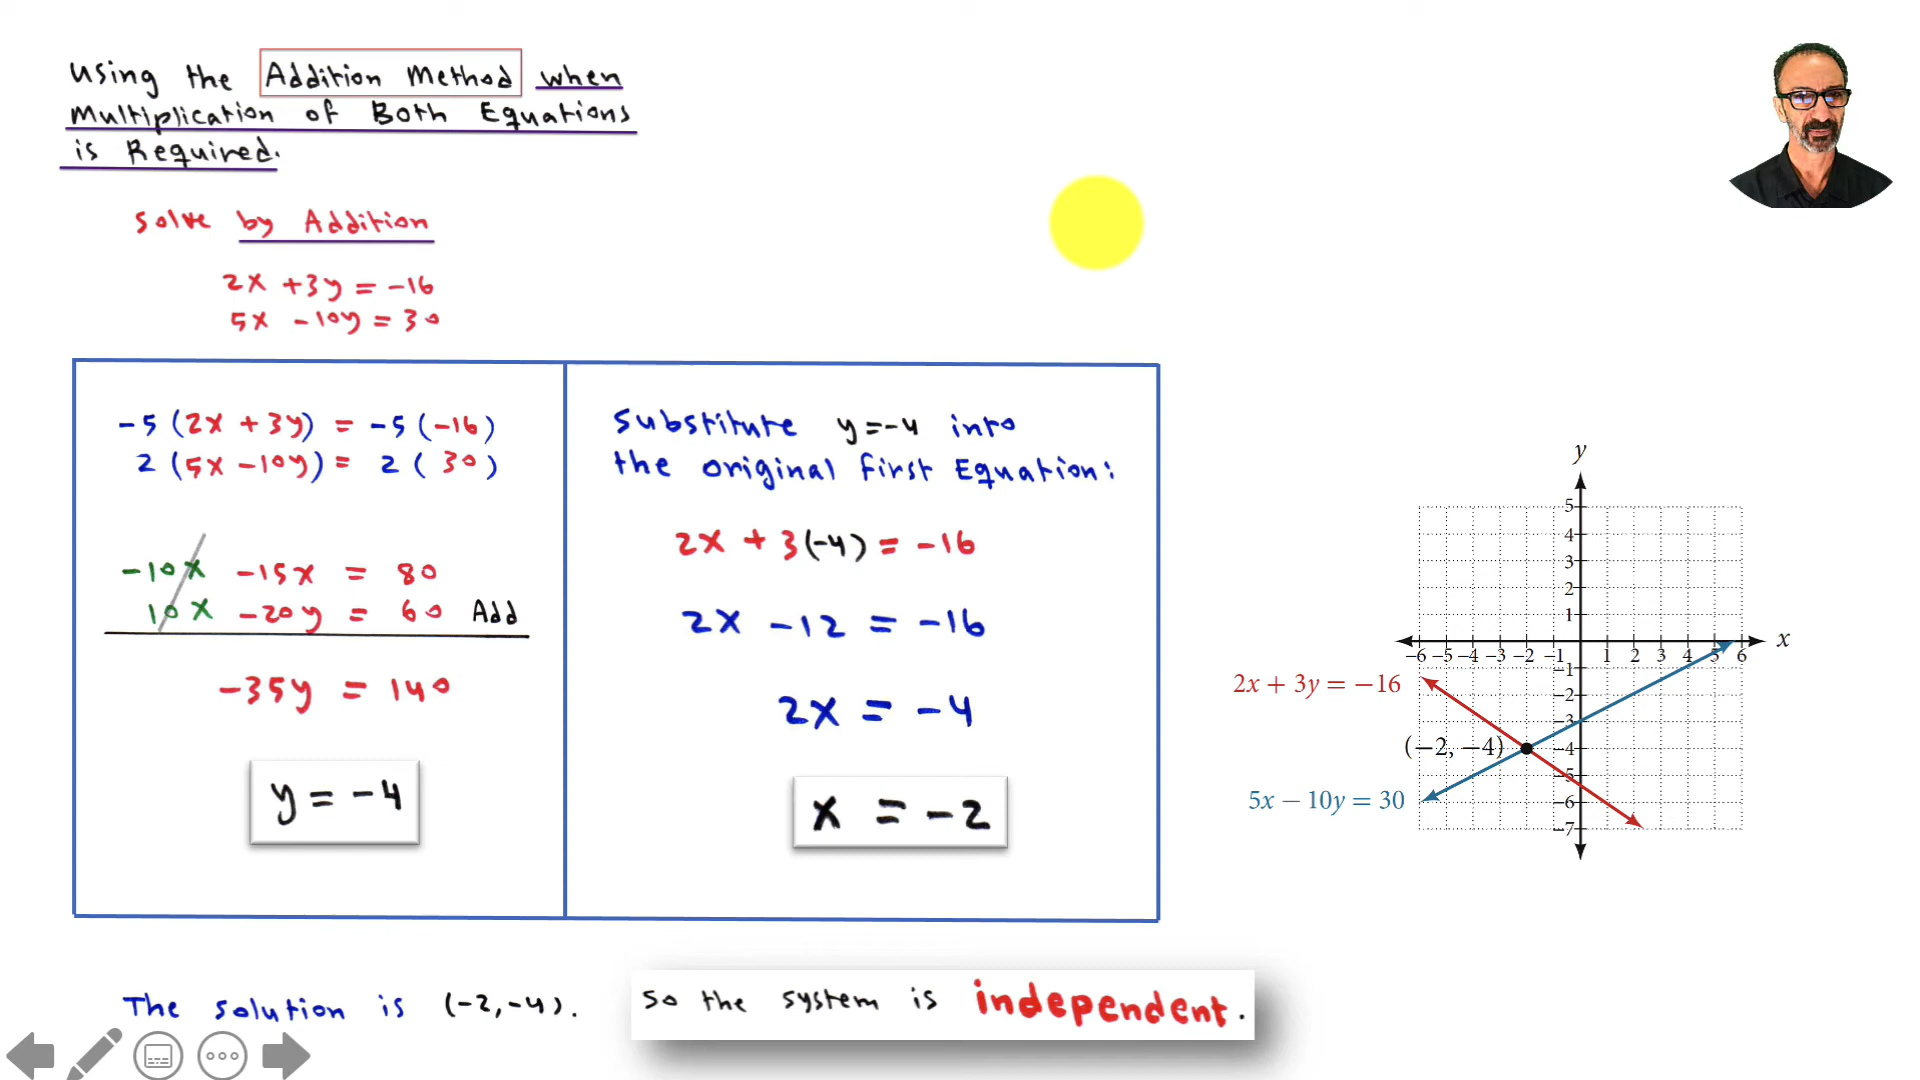 Using the Addition Method when
Multiplication of Both Equations
is Required.
Solve by Addition
2x + 3y = -16
5x - 10y = 30
-5 (2x + 3y) = -5 (-16)
2 (5x - 10y) = 2 ( 30 )
-10x -15x = 80
10x -20y = 60 Add
-35y = 140
y = -4
Substitute y = -4 into
the original First Equation:
2x + 3(-4) = -16
2x - 12 = -16
2x = -4
x = -2
y
5
4
3
2
1
x
-6 -5 -4 -3 -2 -1 1 2 3 4 5 6
-1
2x + 3y = -16
-2
-3
(-2, -4)
-4
-5
5x - 10y = 30
-6
-7
The solution is (-2, -4).
So the system is independent.